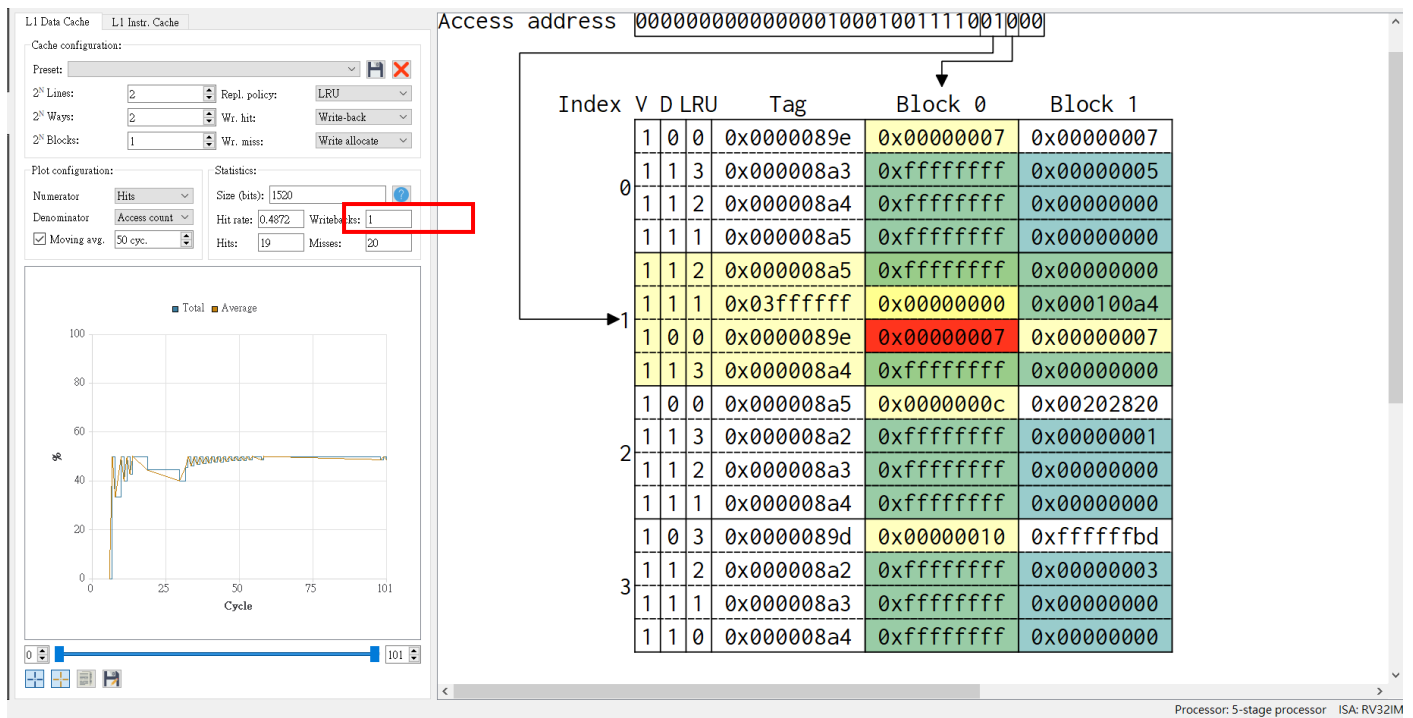 L1 Data Cache L1 Instr. Cache
Cache configuration:
Preset:
2^N Lines: 2 Repl. policy: LRU
2^N Ways: 2 Wr. hit: Write-back
2^N Blocks: 1 Wr. miss: Write allocate
Plot configuration:
Numerator Hits
Denominator Access count
Moving avg. 50 cyc.
Statistics:
Size (bits): 1520 ?
Hit rate: 0.4872 Writebacks: 1
Hits: 19 Misses: 20
Total Average
100
80
60
40
20
0
%
0 25 50 75 101
Cycle
0 101
Access address 00000000000000010001001111001000
Index V D LRU Tag Block 0 Block 1
0
1 0 0 0x0000089e 0x00000007 0x00000007
1 1 3 0x000008a3 0xffffffff 0x00000005
1 1 2 0x000008a4 0xffffffff 0x00000000
1 1 1 0x000008a5 0xffffffff 0x00000000
1
1 1 2 0x000008a5 0xffffffff 0x00000000
1 1 1 0x03ffffff 0x00000000 0x000100a4
1 0 0 0x0000089e 0x00000007 0x00000007
1 1 3 0x000008a4 0xffffffff 0x00000000
2
1 0 0 0x000008a5 0x0000000c 0x00202820
1 1 3 0x000008a2 0xffffffff 0x00000001
1 1 2 0x000008a3 0xffffffff 0x00000000
1 1 1 0x000008a4 0xffffffff 0x00000000
3
1 0 3 0x0000089d 0x00000010 0xffffffbd
1 1 2 0x000008a2 0xffffffff 0x00000003
1 1 1 0x000008a3 0xffffffff 0x00000000
1 1 0 0x000008a4 0xffffffff 0x00000000
Processor: 5-stage processor ISA: RV32IM